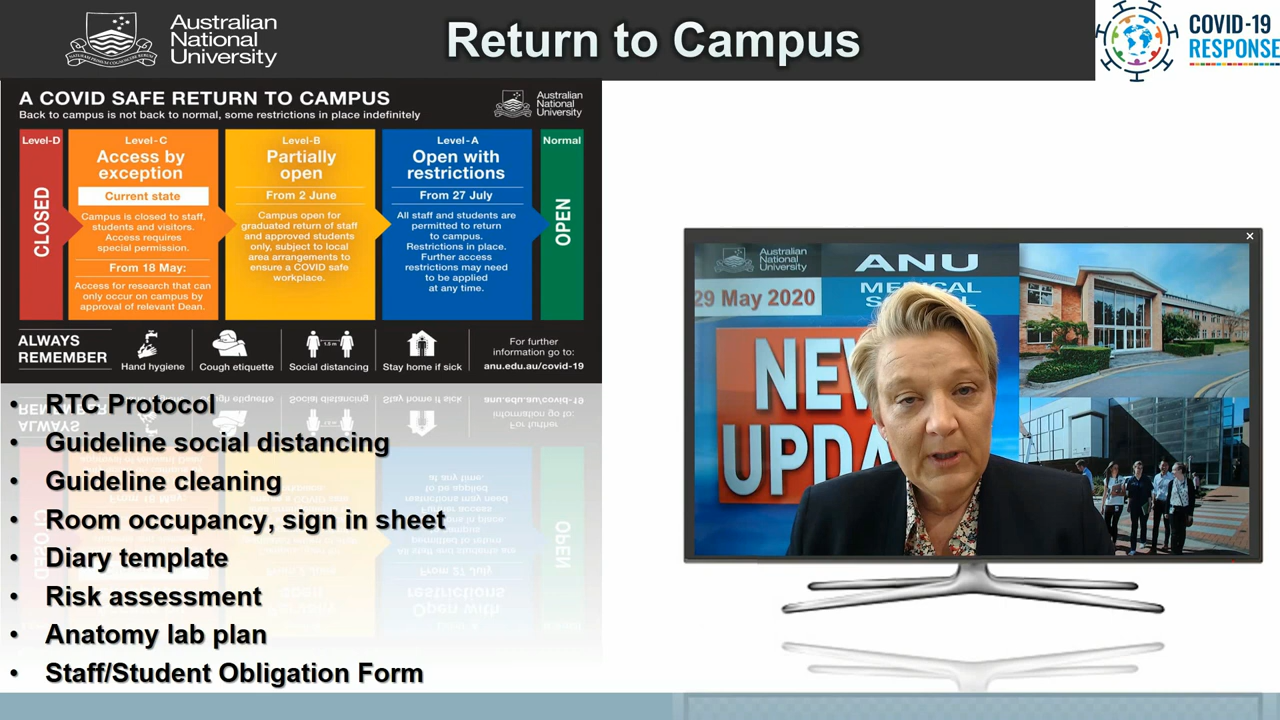 Australian
National
University
Return to Campus
COVID-19
RESPONSE
A COVID SAFE RETURN TO CAMPUS
Back to campus is not back to normal, some restrictions in place indefinitely
Australian
National
University
Level-D
CLOSED
Level-C
Access by
exception
Current state
Campus is closed to staff,
students and visitors.
Access requires
special permission.
From 18 May:
Access for research that can
only occur on campus by
approval of relevant Dean.
Level-B
Partially
open
From 2 June
Campus open for
graduated return of staff
and approved students
only, subject to local
area arrangements to
ensure a COVID safe
workplace.
Level-A
Open with
restrictions
From 27 July
All staff and students are
permitted to return
to campus.
Restrictions in place.
Further access
restrictions may need
to be applied
at any time.
Normal
OPEN
ALWAYS
REMEMBER
Hand hygiene
Cough etiquette
1.5 m
Social distancing
Stay home if sick
For further
information go to:
anu.edu.au/covid-19
• RTC Protocol
• Guideline social distancing
• Guideline cleaning
• Room occupancy, sign in sheet
• Diary template
• Risk assessment
• Anatomy lab plan
• Staff/Student Obligation Form
Australian
National
University
29 May 2020
ANU
MEDICAL
NEW
UPDA